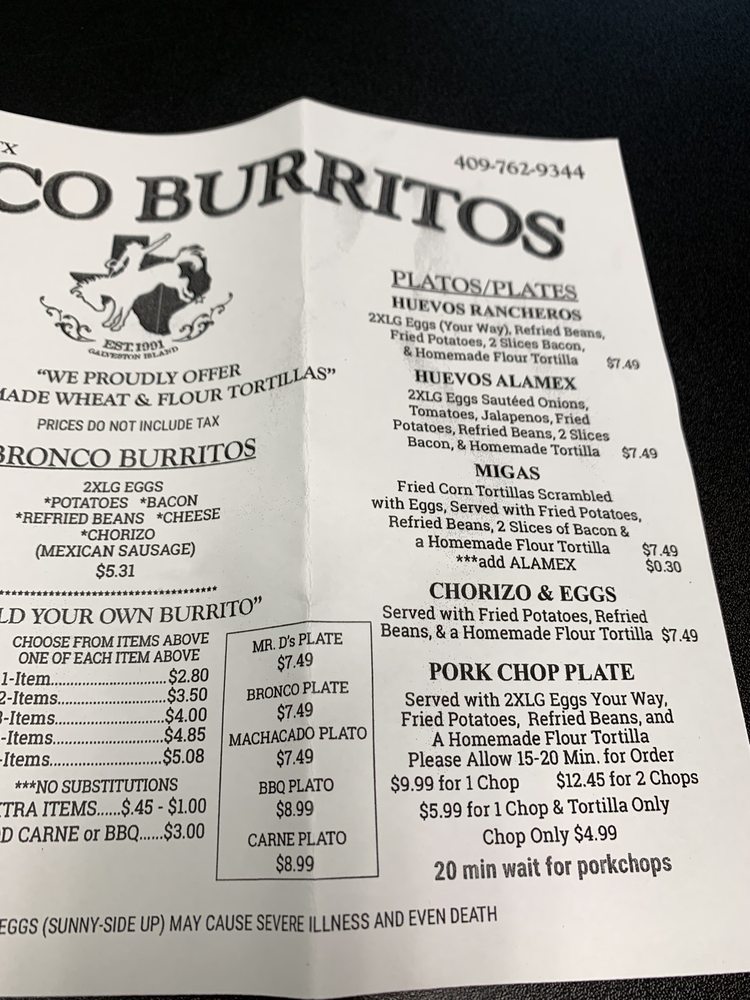 TX
CO BURRITOS
409-762-9344
EST.1991
GALVESTON ISLAND
"WE PROUDLY OFFER
MADE WHEAT & FLOUR TORTILLAS"
PRICES DO NOT INCLUDE TAX
BRONCO BURRITOS
2XLG EGGS
*POTATOES *BACON
*REFRIED BEANS *CHEESE
*CHORIZO
(MEXICAN SAUSAGE)
$5.31
LD YOUR OWN BURRITO"
CHOOSE FROM ITEMS ABOVE
ONE OF EACH ITEM ABOVE
1-Item............................$2.80
2-Items..........................$3.50
3-Items..........................$4.00
-Items..........................$4.85
-Items..........................$5.08
***NO SUBSTITUTIONS
TRA ITEMS......$.45 - $1.00
D CARNE or BBQ......$3.00
MR. D's PLATE
$7.49
BRONCO PLATE
$7.49
MACHACADO PLATO
$7.49
BBQ PLATO
$8.99
CARNE PLATO
$8.99
PLATOS/PLATES
HUEVOS RANCHEROS
2XLG Eggs (Your Way), Refried Beans,
Fried Potatoes, 2 Slices Bacon,
& Homemade Flour Tortilla $7.49
HUEVOS ALAMEX
2XLG Eggs Sautéed Onions,
Tomatoes, Jalapenos, Fried
Potatoes, Refried Beans, 2 Slices
Bacon, & Homemade Tortilla $7.49
MIGAS
Fried Corn Tortillas Scrambled
with Eggs, Served with Fried Potatoes,
Refried Beans, 2 Slices of Bacon &
a Homemade Flour Tortilla $7.49
***add ALAMEX $0.30
CHORIZO & EGGS
Served with Fried Potatoes, Refried
Beans, & a Homemade Flour Tortilla $7.49
PORK CHOP PLATE
Served with 2XLG Eggs Your Way,
Fried Potatoes, Refried Beans, and
A Homemade Flour Tortilla
Please Allow 15-20 Min. for Order
$9.99 for 1 Chop $12.45 for 2 Chops
$5.99 for 1 Chop & Tortilla Only
Chop Only $4.99
20 min wait for porkchops
EGGS (SUNNY-SIDE UP) MAY CAUSE SEVERE ILLNESS AND EVEN DEATH